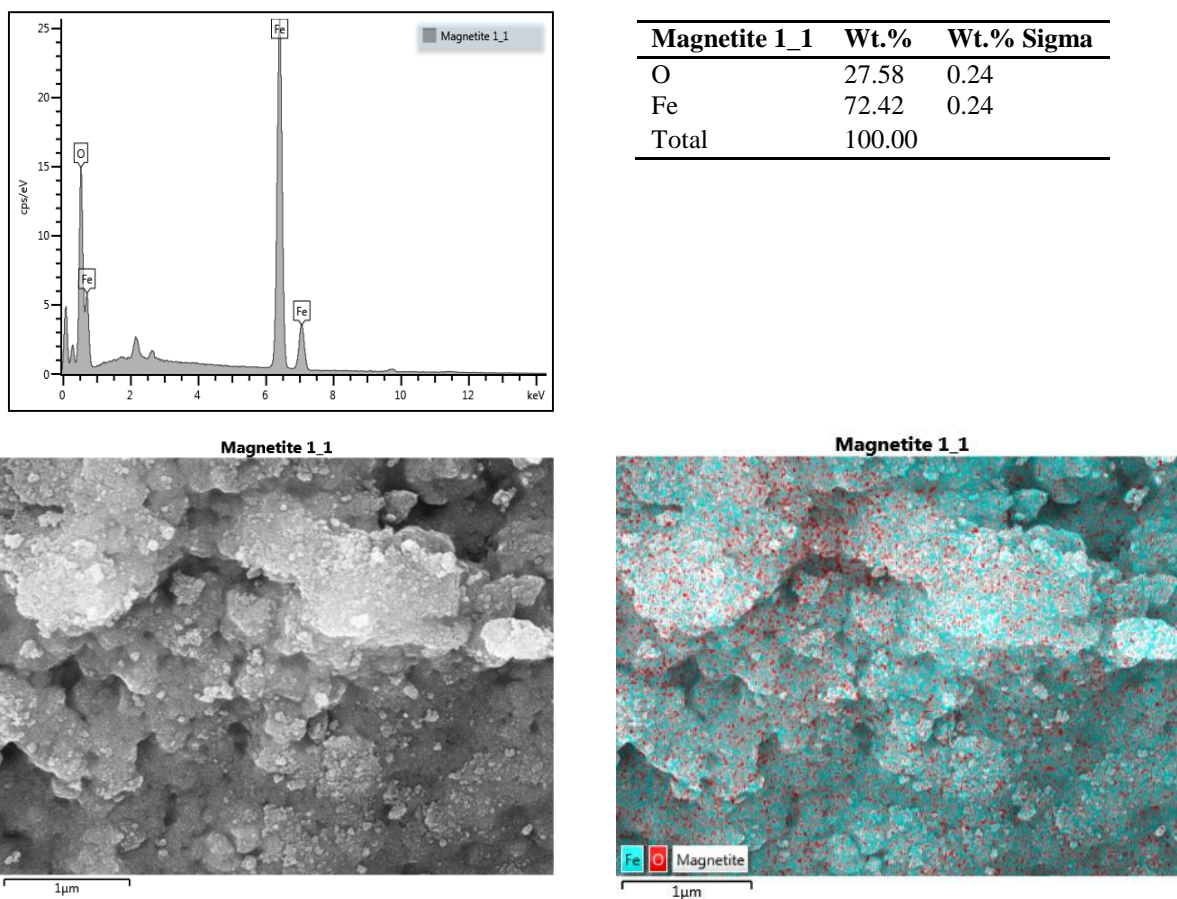 25
20
15
10
5
0
cps/eV
Fe
O
Fe
Fe
Magnetite 1_1
0 2 4 6 8 10 12 keV
Magnetite 1_1 Wt.% Wt.% Sigma
O 27.58 0.24
Fe 72.42 0.24
Total 100.00
Magnetite 1_1
1μm
Magnetite 1_1
Fe O Magnetite
1μm